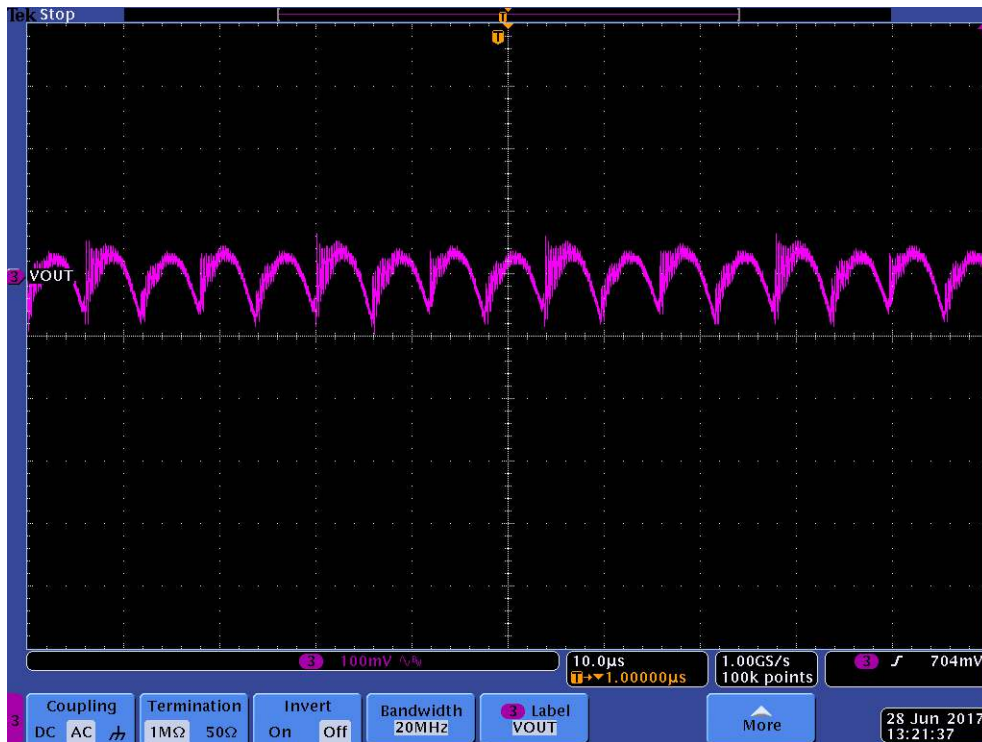 Tek Stop
T
T
3 VOUT
3 100mV
10.0µs
T→▼1.00000µs
1.00GS/s
100k points
3 704mV
3
Coupling
DC AC
Termination
1MΩ 50Ω
Invert
On Off
Bandwidth
20MHz
3 Label
VOUT
More
28 Jun 2017
13:21:37